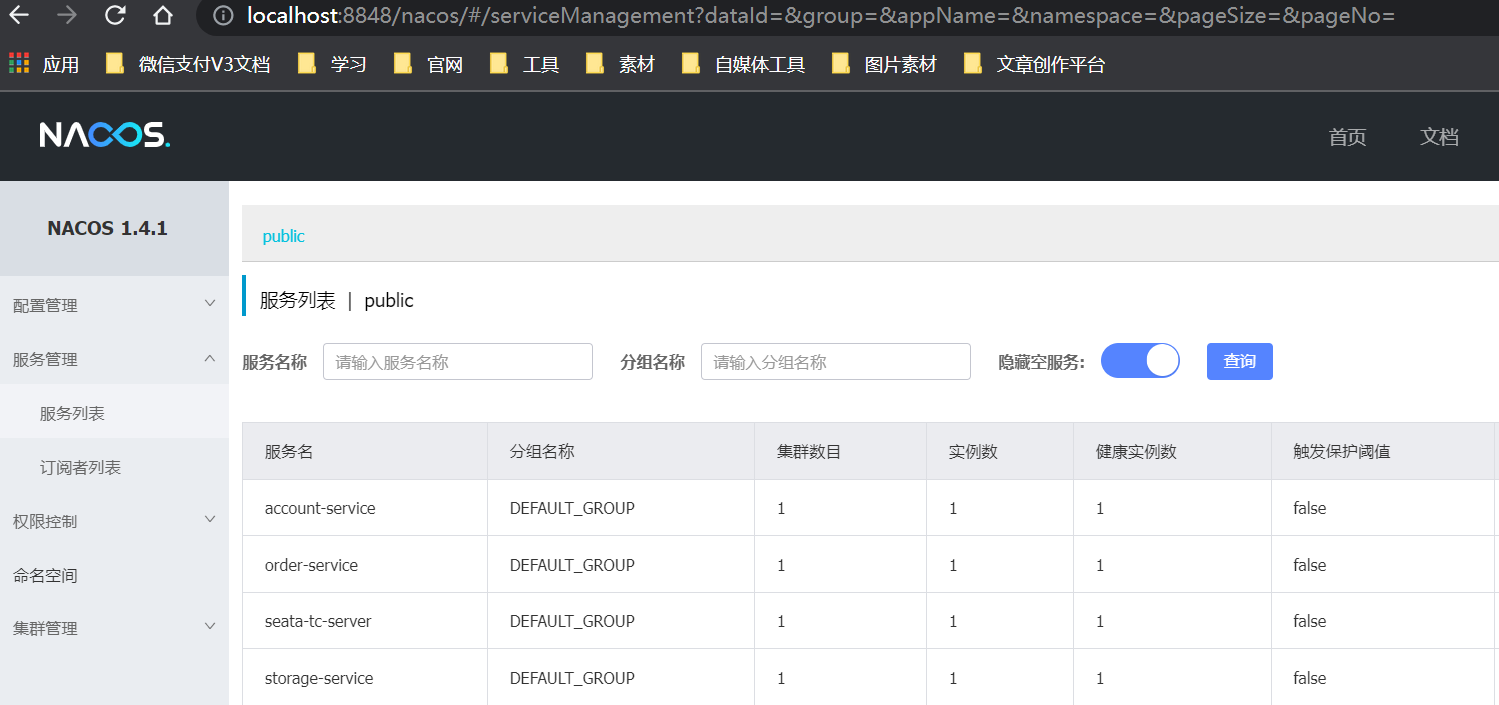 localhost:8848/nacos/#/serviceManagement?dataId=&group=&appName=&namespace=&pageSize=&pageNo=
应用 微信支付V3文档 学习 官网 工具 素材 自媒体工具 图片素材 文章创作平台
NACOS. 首页 文档
NACOS 1.4.1
配置管理
服务管理
服务列表
订阅者列表
权限控制
命名空间
集群管理
public
服务列表 | public
服务名称 请输入服务名称 分组名称 请输入分组名称 隐藏空服务: 查询
服务名 分组名称 集群数目 实例数 健康实例数 触发保护阈值
account-service DEFAULT_GROUP 1 1 1 false
order-service DEFAULT_GROUP 1 1 1 false
seata-tc-server DEFAULT_GROUP 1 1 1 false
storage-service DEFAULT_GROUP 1 1 1 false